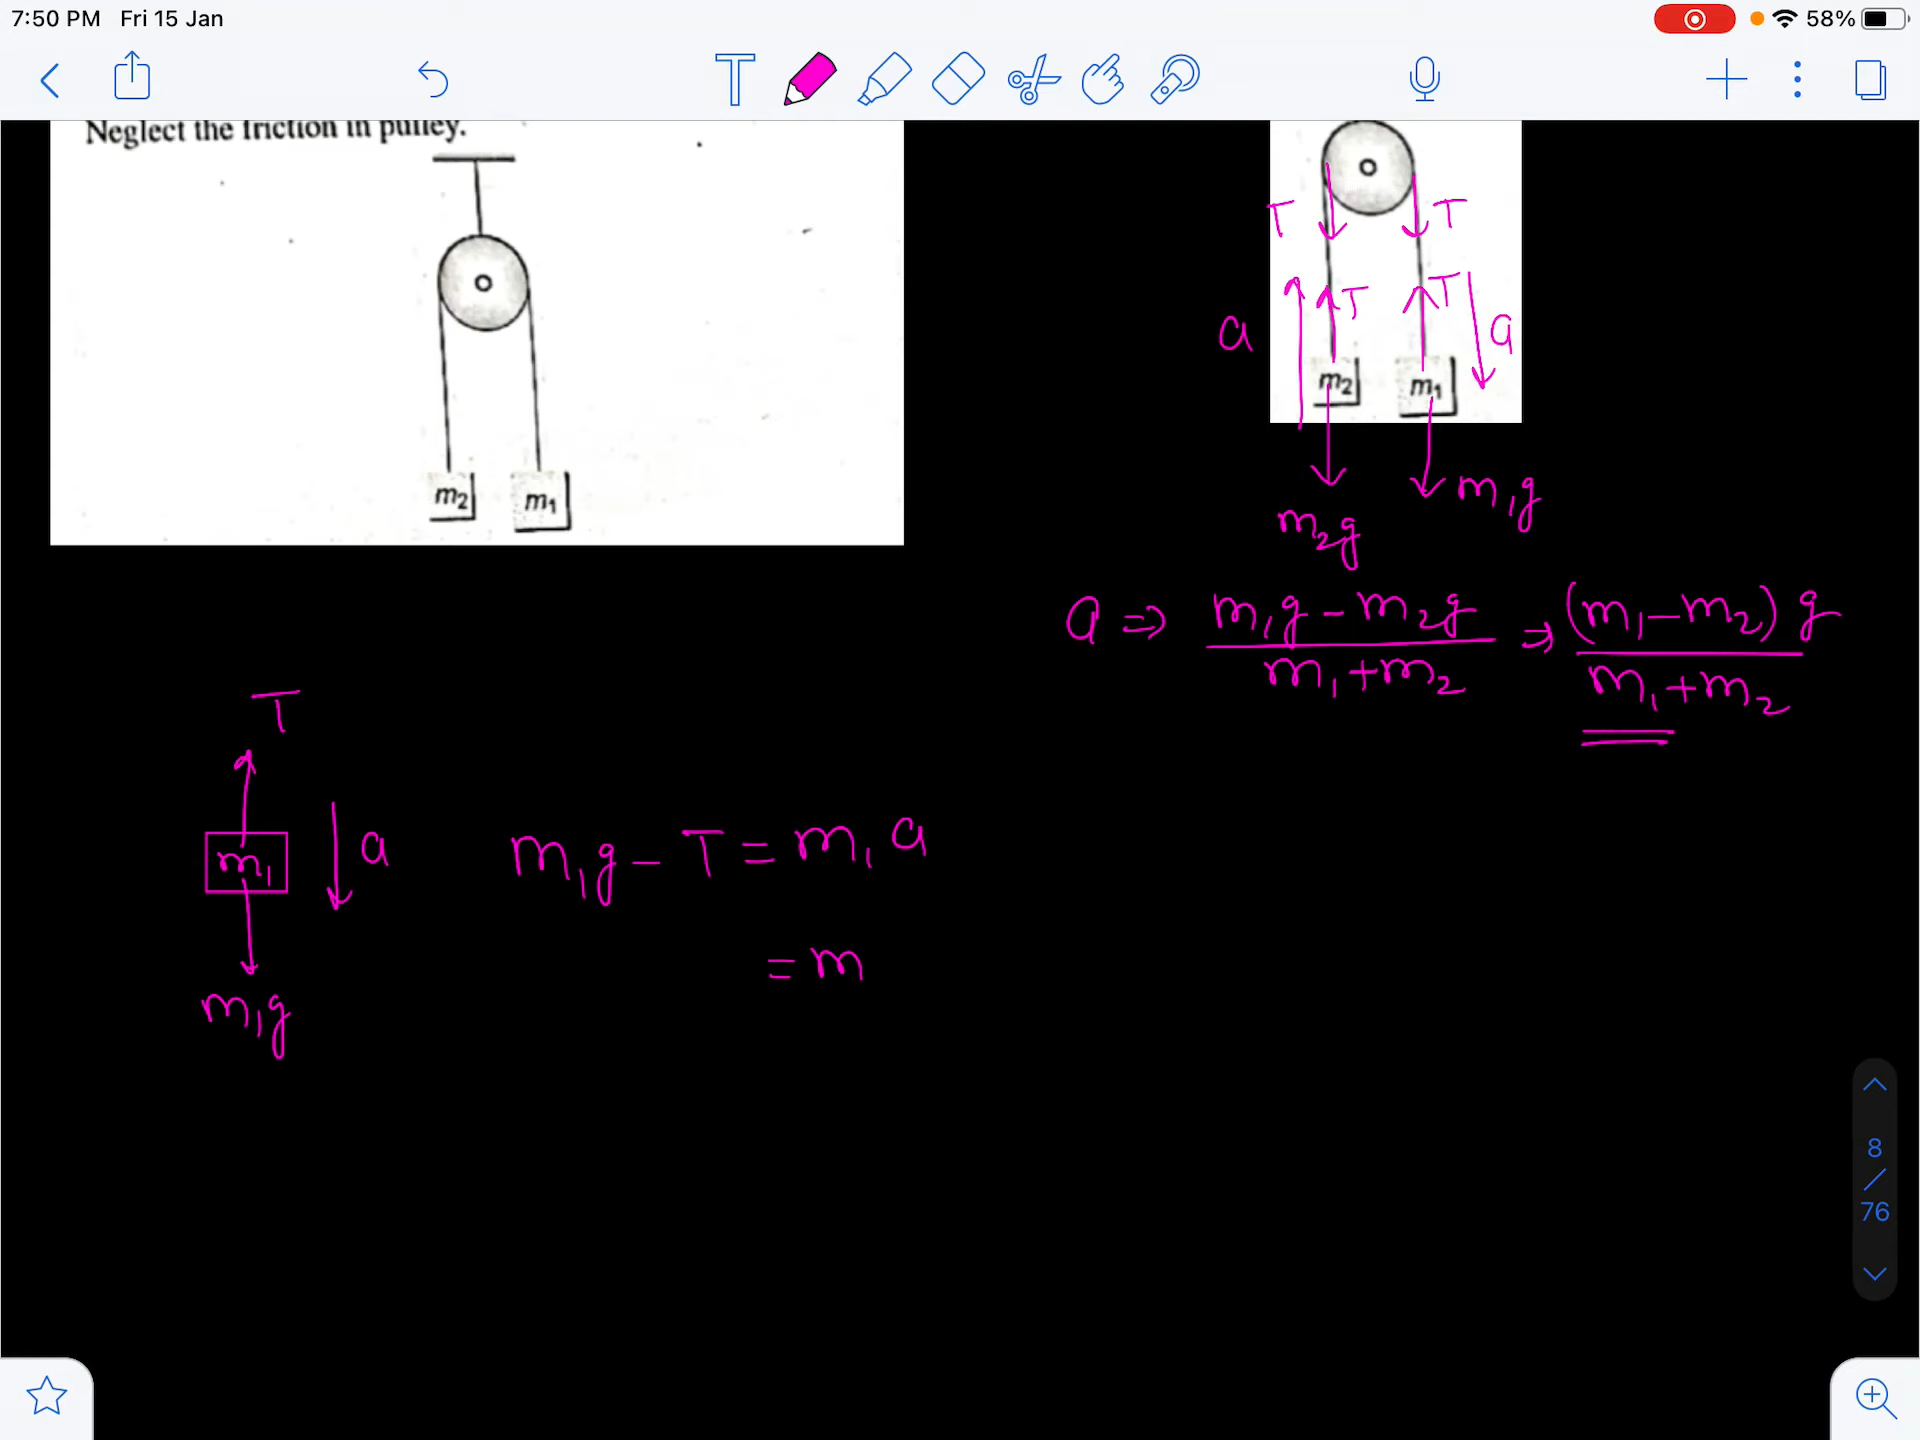 7:50 PM Fri 15 Jan
58%
Neglect the friction in pulley.
m₂ m₁
T T
T T
a a
m₂ m₁
m₁g
m₂g
a ⇒ (m₁g − m₂g)/(m₁+m₂) ⇒ (m₁−m₂)g/(m₁+m₂)
T
m₁ a
m₁g
m₁g − T = m₁a
= m
8
/
76